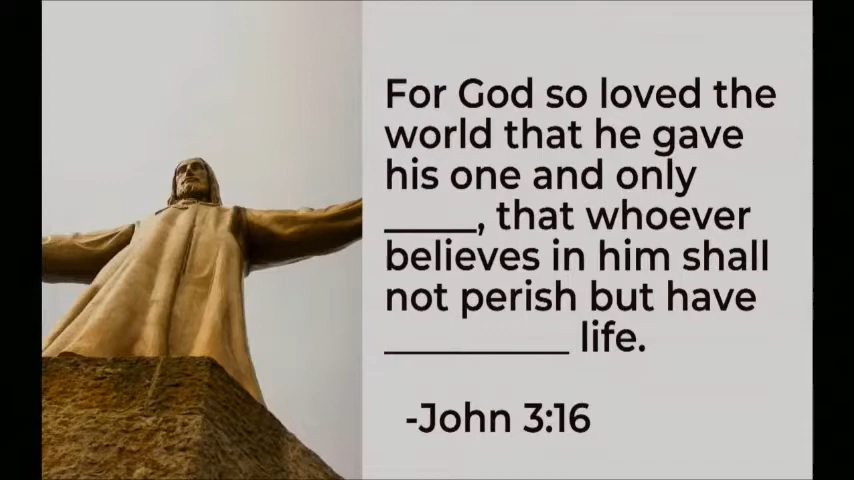 For God so loved the
world that he gave
his one and only
_____, that whoever
believes in him shall
not perish but have
__________ life.
-John 3:16